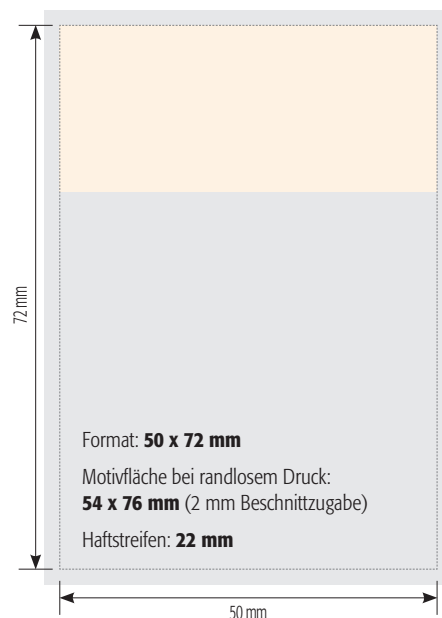 72 mm
Format: 50 x 72 mm
Motivfläche bei randlosem Druck:
54 x 76 mm (2 mm Beschnittzugabe)
Haftstreifen: 22 mm
50 mm